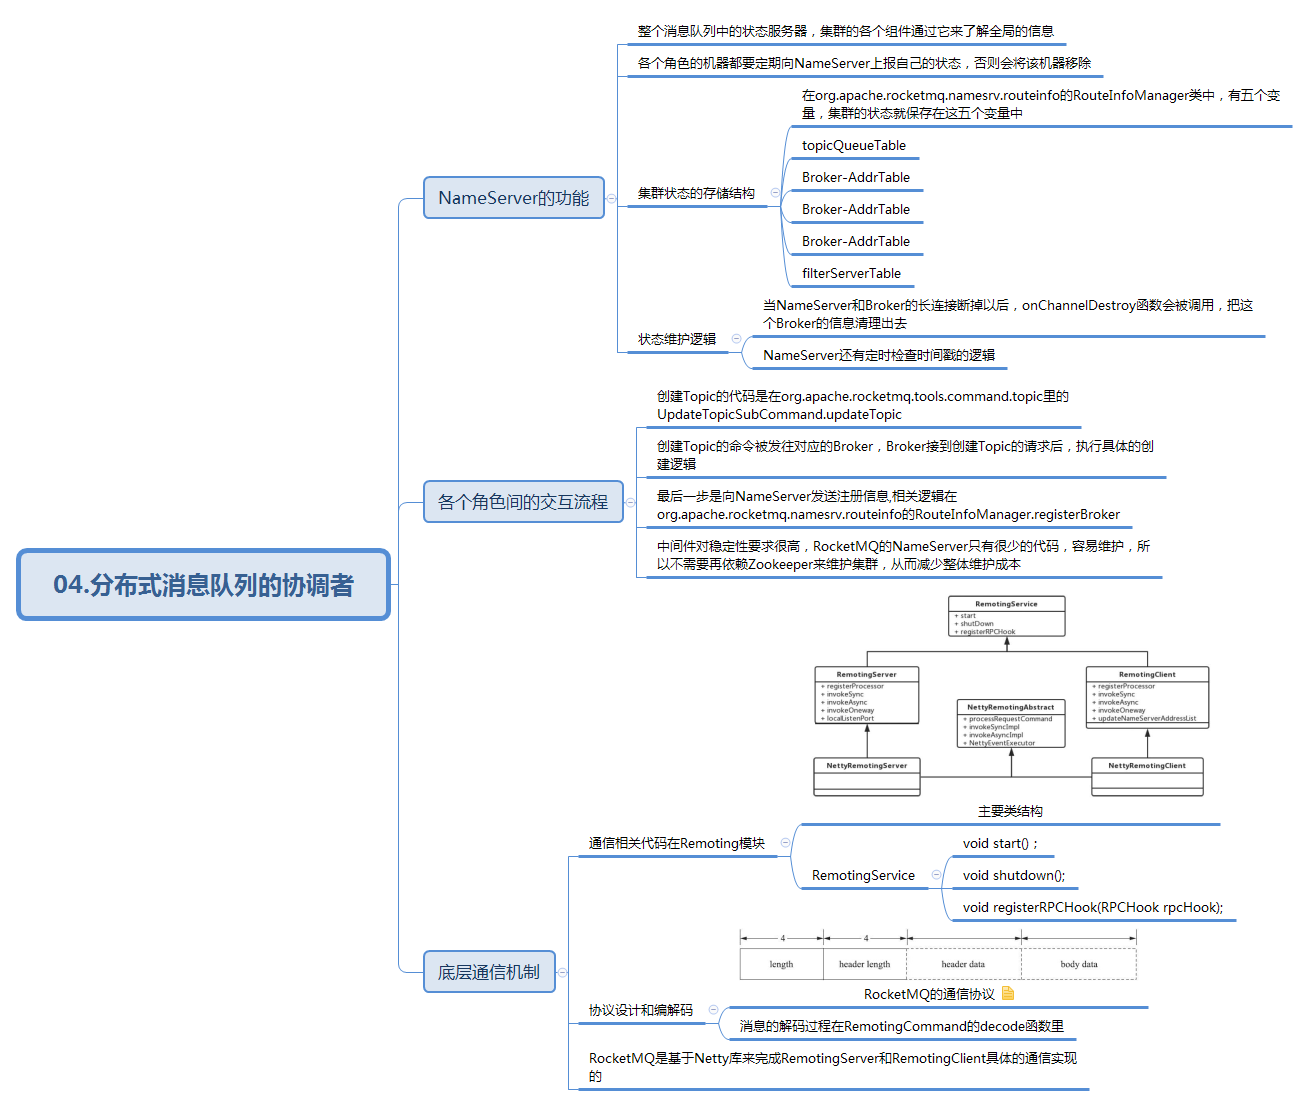 04.分布式消息队列的协调者
NameServer的功能
整个消息队列中的状态服务器，集群的各个组件通过它来了解全局的信息
各个角色的机器都要定期向NameServer上报自己的状态，否则会将该机器移除
集群状态的存储结构
在org.apache.rocketmq.namesrv.routeinfo的RouteInfoManager类中，有五个变
量，集群的状态就保存在这五个变量中
topicQueueTable
Broker-AddrTable
Broker-AddrTable
Broker-AddrTable
filterServerTable
状态维护逻辑
当NameServer和Broker的长连接断掉以后，onChannelDestroy函数会被调用，把这
个Broker的信息清理出去
NameServer还有定时检查时间戳的逻辑
各个角色间的交互流程
创建Topic的代码是在org.apache.rocketmq.tools.command.topic里的
UpdateTopicSubCommand.updateTopic
创建Topic的命令被发往对应的Broker，Broker接到创建Topic的请求后，执行具体的创
建逻辑
最后一步是向NameServer发送注册信息,相关逻辑在
org.apache.rocketmq.namesrv.routeinfo的RouteInfoManager.registerBroker
中间件对稳定性要求很高，RocketMQ的NameServer只有很少的代码，容易维护，所
以不需要再依赖Zookeeper来维护集群，从而减少整体维护成本
底层通信机制
通信相关代码在Remoting模块
RemotingService
+ start
+ shutDown
+ registerRPCHook
RemotingServer
+ registerProcessor
+ invokeSync
+ invokeAsync
+ invokeOneway
+ localListenPort
NettyRemotingAbstract
+ processRequestCommand
+ invokeSyncImpl
+ invokeAsyncImpl
+ NettyEventExecutor
RemotingClient
+ registerProcessor
+ invokeSync
+ invokeAsync
+ invokeOneway
+ updateNameServerAddressList
NettyRemotingServer
NettyRemotingClient
主要类结构
RemotingService
void start() ;
void shutdown();
void registerRPCHook(RPCHook rpcHook);
协议设计和编解码
4 4
length header length header data body data
RocketMQ的通信协议
消息的解码过程在RemotingCommand的decode函数里
RocketMQ是基于Netty库来完成RemotingServer和RemotingClient具体的通信实现
的